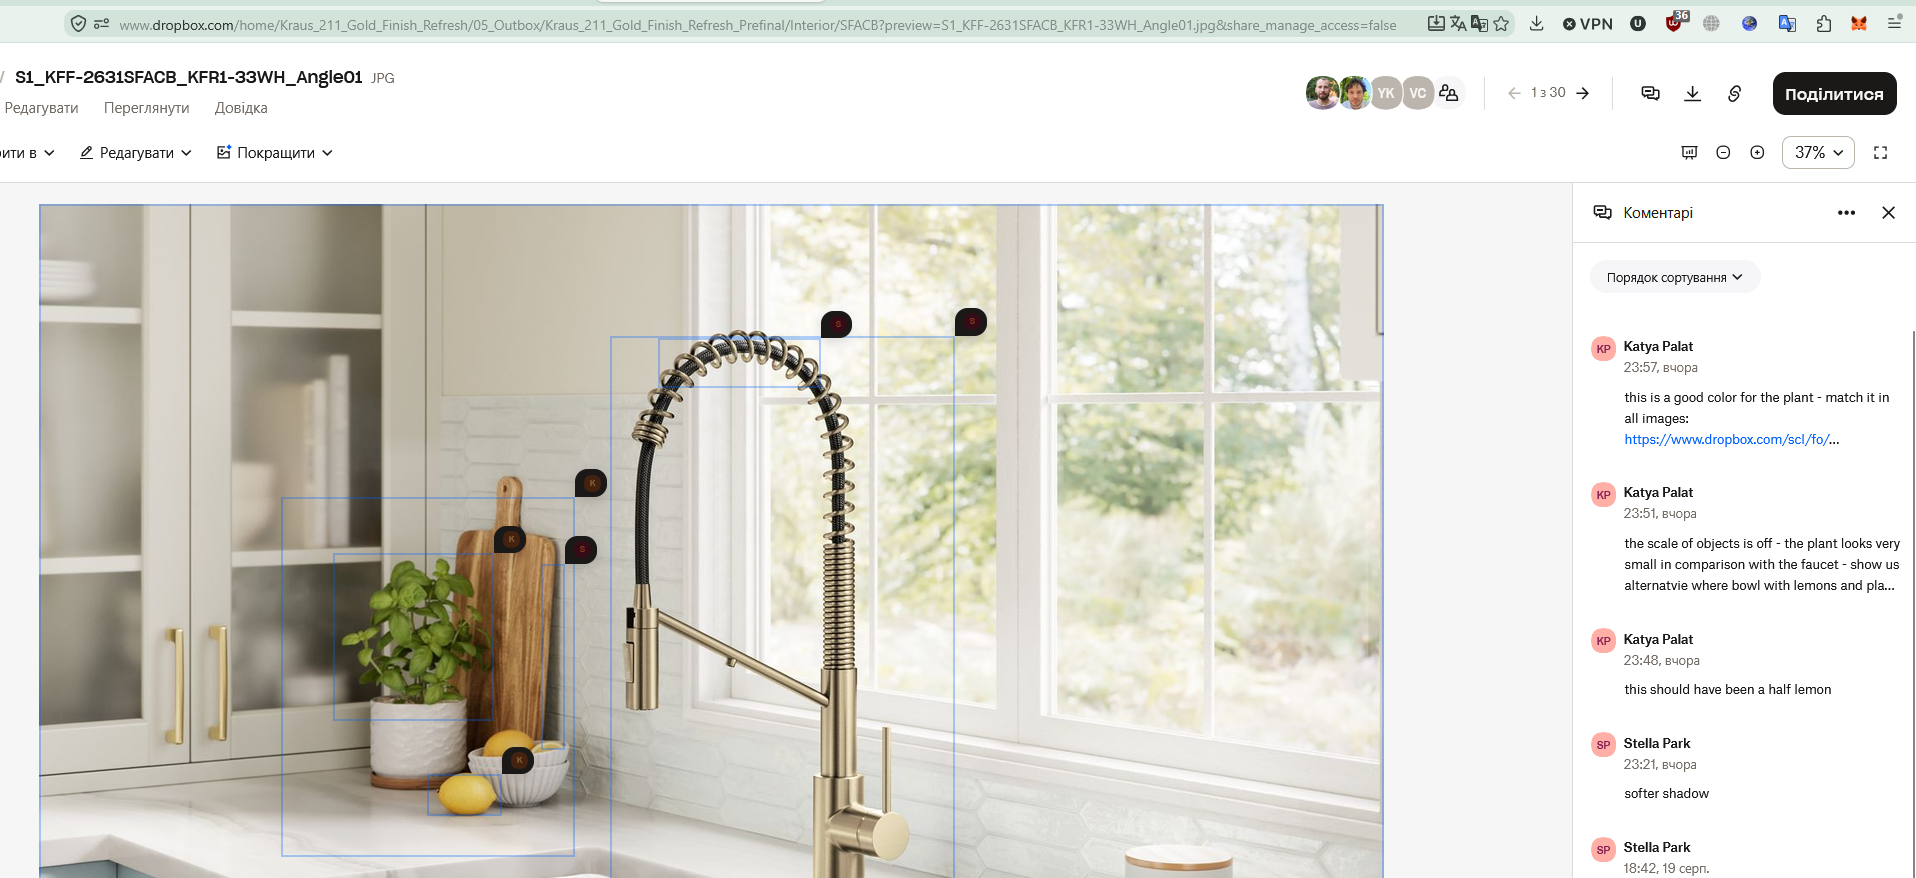 www.dropbox.com/home/Kraus_211_Gold_Finish_Refresh/05_Outbox/Kraus_211_Gold_Finish_Refresh_Prefinal/Interior/SFACB?preview=S1_KFF-2631SFACB_KFR1-33WH_Angle01.jpg&share_manage_access=false
VPN
U
36
/ S1_KFF-2631SFACB_KFR1-33WH_Angle01 JPG
Редагувати Переглянути Довідка
YK VC
1 з 30
Поділитися
ити в Редагувати Покращити
37%
Коментарі
Порядок сортування
KP Katya Palat
23:57, вчора
this is a good color for the plant - match it in
all images:
https://www.dropbox.com/scl/fo/...
KP Katya Palat
23:51, вчора
the scale of objects is off - the plant looks very
small in comparison with the faucet - show us
alternatvie where bowl with lemons and pla...
KP Katya Palat
23:48, вчора
this should have been a half lemon
SP Stella Park
23:21, вчора
softer shadow
SP Stella Park
18:42, 19 серп.
S
S
K
K
S
K